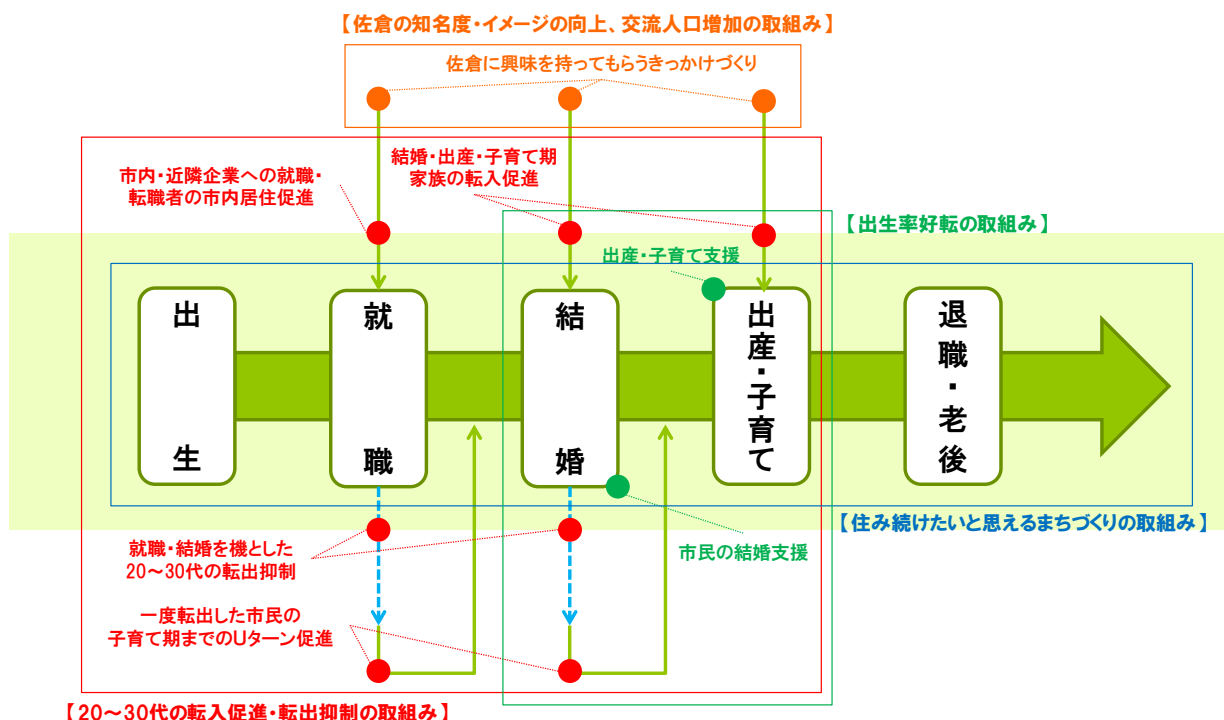 【佐倉の知名度・イメージの向上、交流人口増加の取組み】
佐倉に興味を持ってもらうきっかけづくり
市内・近隣企業への就職・
転職者の市内居住促進
結婚・出産・子育て期
家族の転入促進
【出生率好転の取組み】
出産・子育て支援
出生
就職
結婚
出産・子育て
退職・老後
【住み続けたいと思えるまちづくりの取組み】
就職・結婚を機とした
20～30代の転出抑制
市民の結婚支援
一度転出した市民の
子育て期までのUターン促進
【20～30代の転入促進・転出抑制の取組み】